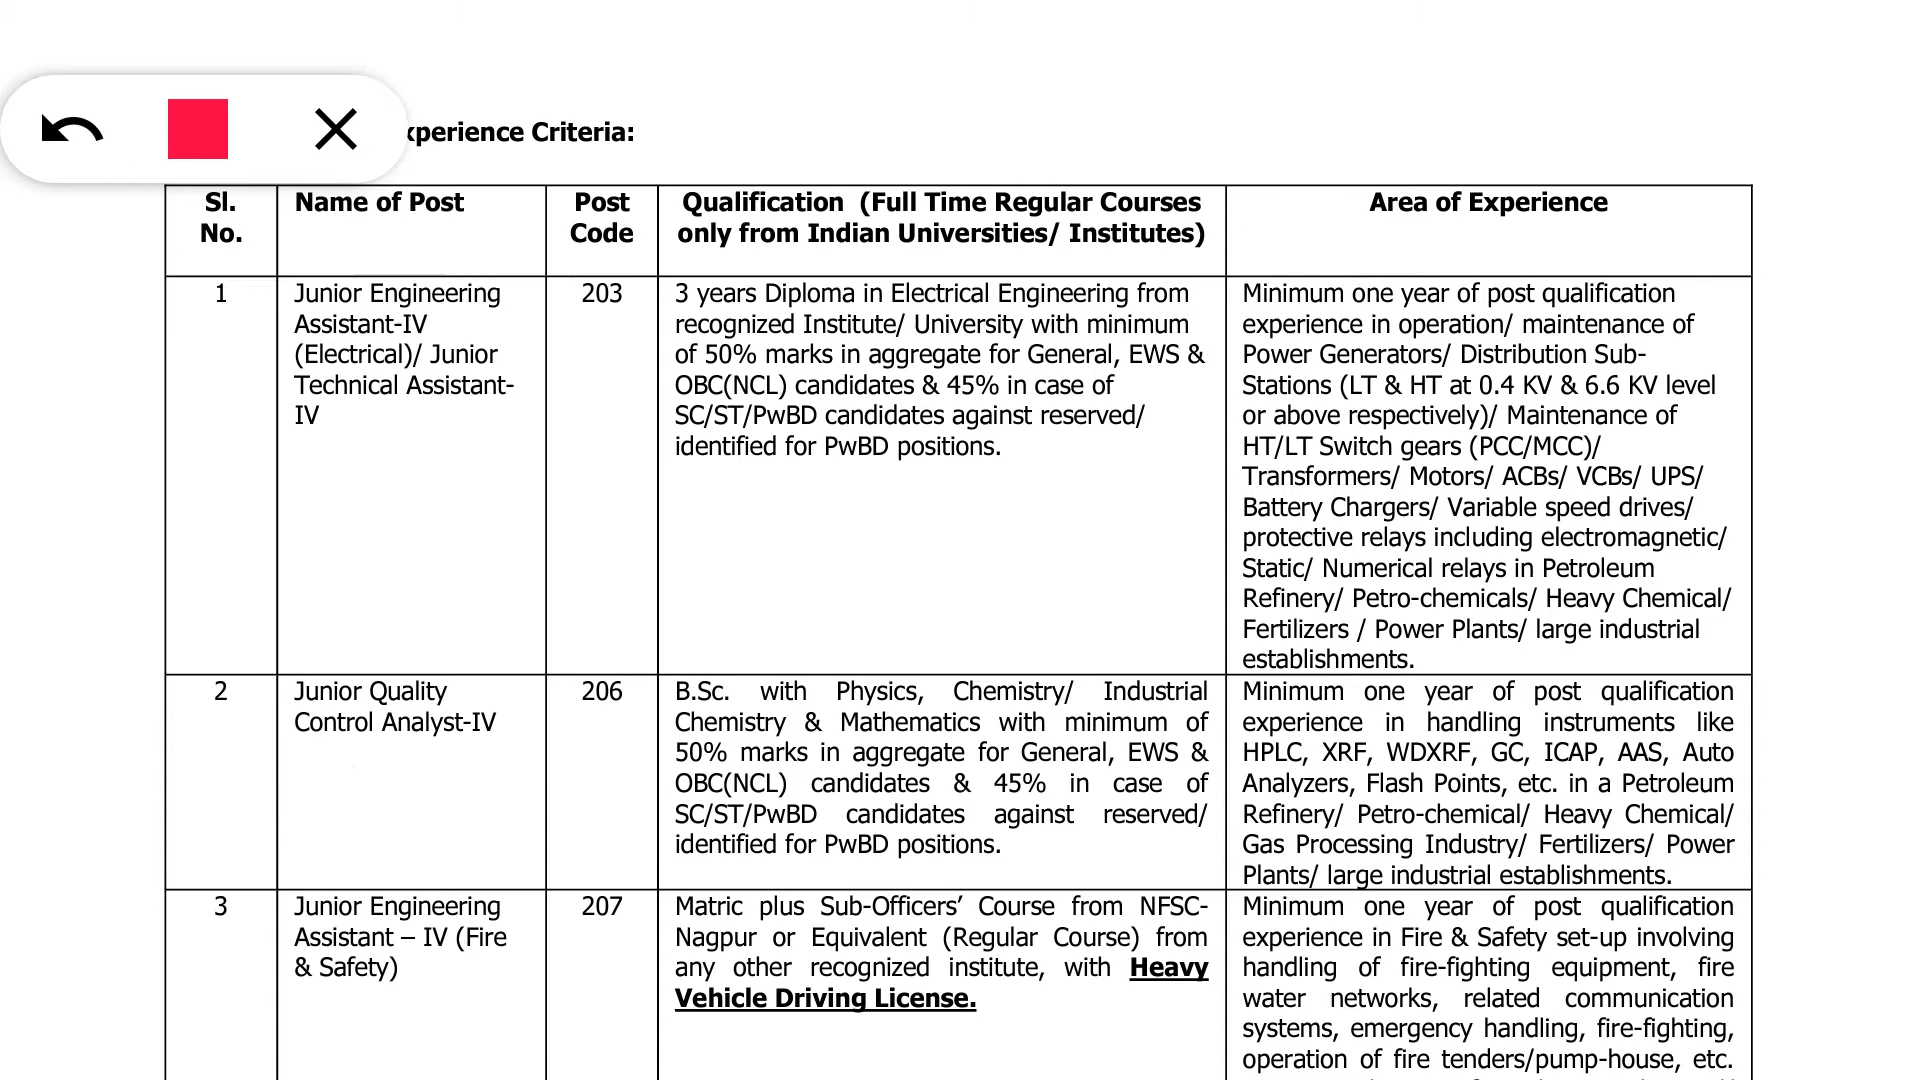 xperience Criteria:
Sl.
No.
Name of Post
Post
Code
Qualification (Full Time Regular Courses
only from Indian Universities/ Institutes)
Area of Experience
1
Junior Engineering
Assistant-IV
(Electrical)/ Junior
Technical Assistant-
IV
203
3 years Diploma in Electrical Engineering from
recognized Institute/ University with minimum
of 50% marks in aggregate for General, EWS &
OBC(NCL) candidates & 45% in case of
SC/ST/PwBD candidates against reserved/
identified for PwBD positions.
Minimum one year of post qualification
experience in operation/ maintenance of
Power Generators/ Distribution Sub-
Stations (LT & HT at 0.4 KV & 6.6 KV level
or above respectively)/ Maintenance of
HT/LT Switch gears (PCC/MCC)/
Transformers/ Motors/ ACBs/ VCBs/ UPS/
Battery Chargers/ Variable speed drives/
protective relays including electromagnetic/
Static/ Numerical relays in Petroleum
Refinery/ Petro-chemicals/ Heavy Chemical/
Fertilizers / Power Plants/ large industrial
establishments.
2
Junior Quality
Control Analyst-IV
206
B.Sc. with Physics, Chemistry/ Industrial
Chemistry & Mathematics with minimum of
50% marks in aggregate for General, EWS &
OBC(NCL) candidates & 45% in case of
SC/ST/PwBD candidates against reserved/
identified for PwBD positions.
Minimum one year of post qualification
experience in handling instruments like
HPLC, XRF, WDXRF, GC, ICAP, AAS, Auto
Analyzers, Flash Points, etc. in a Petroleum
Refinery/ Petro-chemical/ Heavy Chemical/
Gas Processing Industry/ Fertilizers/ Power
Plants/ large industrial establishments.
3
Junior Engineering
Assistant – IV (Fire
& Safety)
207
Matric plus Sub-Officers’ Course from NFSC-
Nagpur or Equivalent (Regular Course) from
any other recognized institute, with Heavy
Vehicle Driving License.
Minimum one year of post qualification
experience in Fire & Safety set-up involving
handling of fire-fighting equipment, fire
water networks, related communication
systems, emergency handling, fire-fighting,
operation of fire tenders/pump-house, etc.